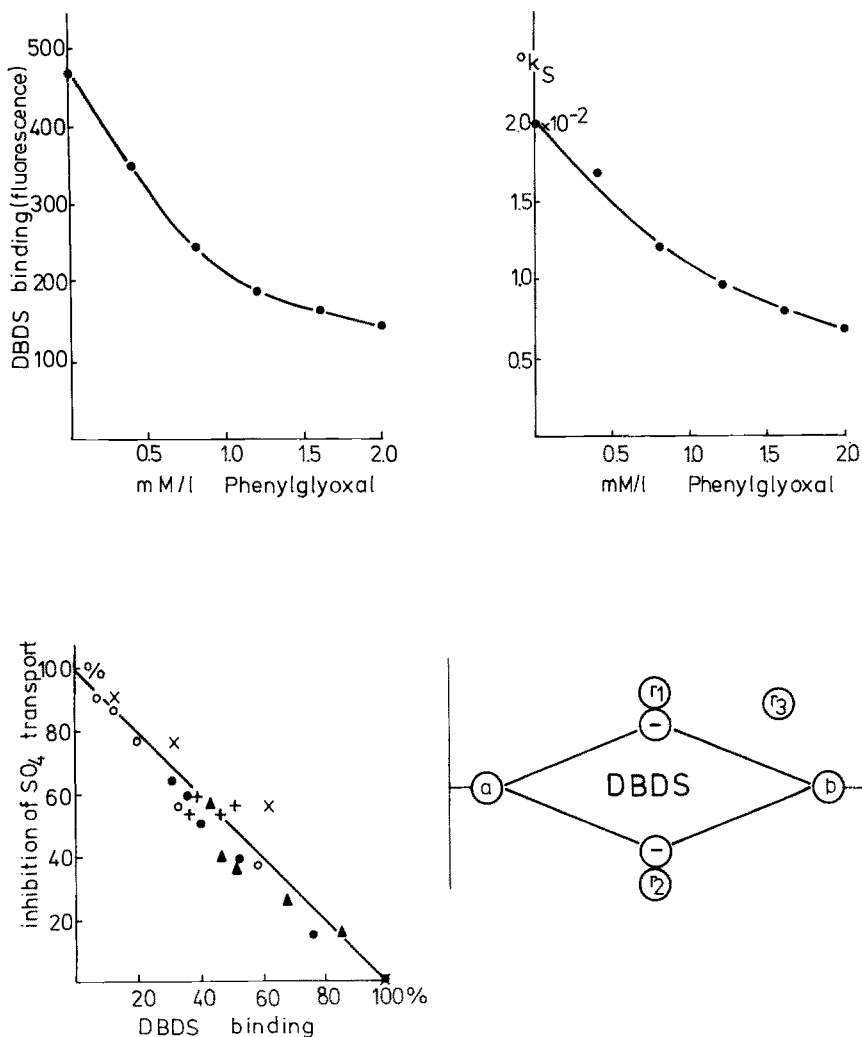 DBDS binding(fluorescence)
500
400
300
200
100
0.5 1.0 1.5 2.0
mM/l Phenylglyoxal
°kS
2.0 ×10-2
1.5
1.0
0.5
0.5 1.0 1.5 2.0
mM/l Phenylglyoxal
inhibition of SO4 transport
100 %
80
60
40
20
20 40 60 80 100%
DBDS binding
r1
r3
−
a DBDS b
−
r2